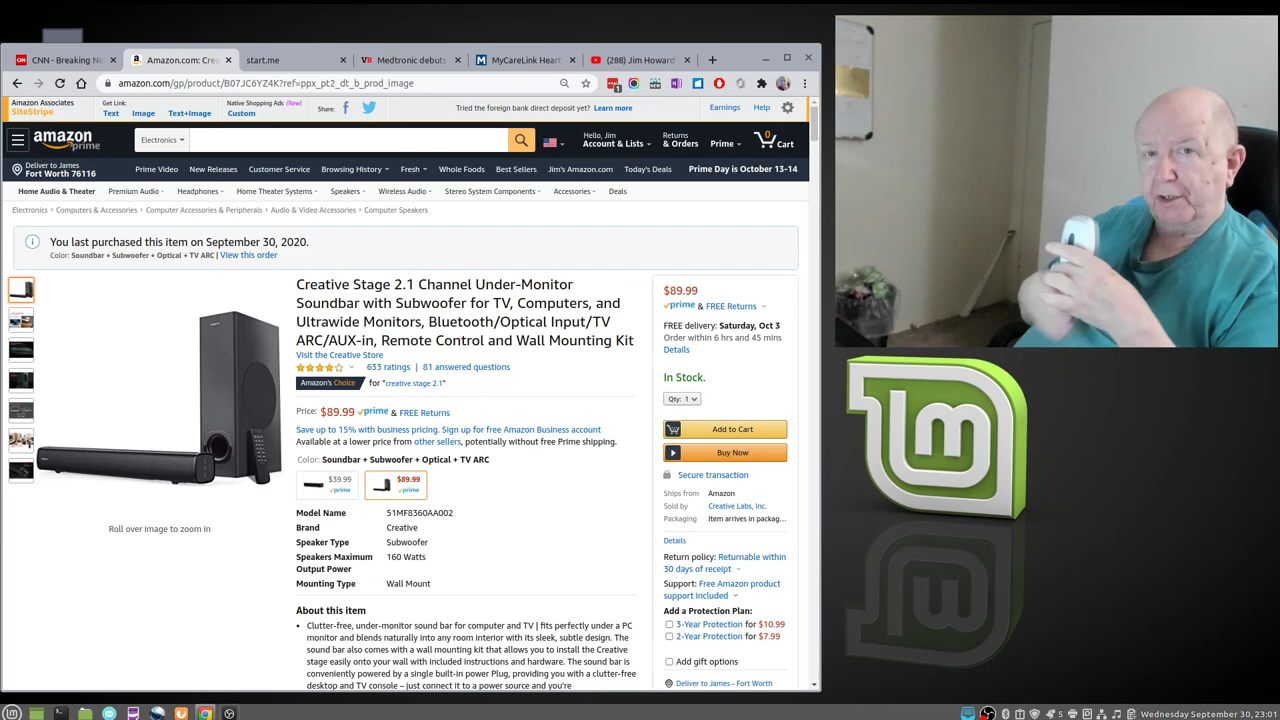 CNN - Breaking Ne
Amazon.com: Crea
start.me
Medtronic debuts
MyCareLink Heart
(288) Jim Howard
amazon.com/gp/product/B07JC6YZ4K?ref=ppx_pt2_dt_b_prod_image
Amazon Associates
SiteStripe
Get Link:
Text Image Text+Image
Native Shopping Ads (New)
Custom
Share:
Tried the foreign bank direct deposit yet? Learn more
Earnings Help
amazon
prime
Electronics
Hello, Jim
Account & Lists
Returns
& Orders
Prime
0
Cart
Deliver to James
Fort Worth 76116
Prime Video New Releases Customer Service Browsing History Fresh Whole Foods Best Sellers Jim's Amazon.com Today's Deals Prime Day is October 13-14
Home Audio & Theater Premium Audio Headphones Home Theater Systems Speakers Wireless Audio Stereo System Components Accessories Deals
Electronics › Computers & Accessories › Computer Accessories & Peripherals › Audio & Video Accessories › Computer Speakers
You last purchased this item on September 30, 2020.
Color: Soundbar + Subwoofer + Optical + TV ARC | View this order
Creative Stage 2.1 Channel Under-Monitor
Soundbar with Subwoofer for TV, Computers, and
Ultrawide Monitors, Bluetooth/Optical Input/TV
ARC/AUX-in, Remote Control and Wall Mounting Kit
Visit the Creative Store
633 ratings | 81 answered questions
Amazon's Choice for "creative stage 2.1"
Price: $89.99 prime & FREE Returns
Save up to 15% with business pricing. Sign up for free Amazon Business account
Available at a lower price from other sellers, potentially without free Prime shipping.
Color: Soundbar + Subwoofer + Optical + TV ARC
$39.99
prime
$89.99
prime
Roll over image to zoom in
Model Name 51MF8360AA002
Brand Creative
Speaker Type Subwoofer
Speakers Maximum 160 Watts
Output Power
Mounting Type Wall Mount
About this item
• Clutter-free, under-monitor sound bar for computer and TV | fits perfectly under a PC
monitor and blends naturally into any room interior with its sleek, subtle design. The
sound bar also comes with a wall mounting kit that allows you to install the Creative
stage easily onto your wall with included instructions and hardware. The sound bar is
conveniently powered by a single built-in power Plug, providing you with a clutter-free
desktop and TV console – just connect it to a power source and you're
$89.99
prime & FREE Returns
FREE delivery: Saturday, Oct 3
Order within 6 hrs and 45 mins
Details
In Stock.
Qty: 1
Add to Cart
Buy Now
Secure transaction
Ships from Amazon
Sold by Creative Labs, Inc.
Packaging Item arrives in packag...
Details
Return policy: Returnable within
30 days of receipt
Support: Free Amazon product
support included
Add a Protection Plan:
3-Year Protection for $10.99
2-Year Protection for $7.99
Add gift options
Deliver to James - Fort Worth
5
Wednesday September 30, 23:01